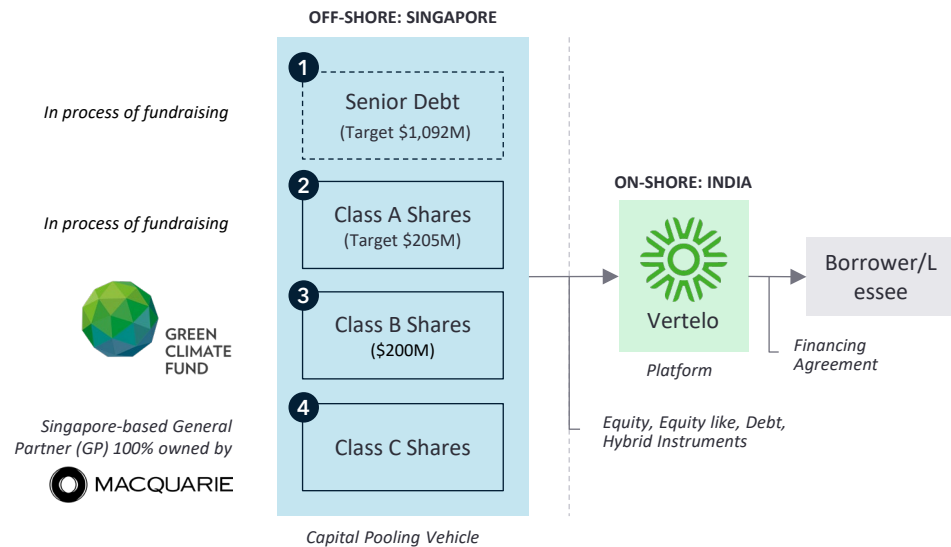 OFF-SHORE: SINGAPORE
1
In process of fundraising
Senior Debt
(Target $1,092M)
2
In process of fundraising
Class A Shares
(Target $205M)
ON-SHORE: INDIA
Vertelo
Platform
Borrower/L
essee
3
GREEN
CLIMATE
FUND
Class B Shares
($200M)
Financing
Agreement
4
Singapore-based General
Partner (GP) 100% owned by
MACQUARIE
Class C Shares
Equity, Equity like, Debt,
Hybrid Instruments
Capital Pooling Vehicle